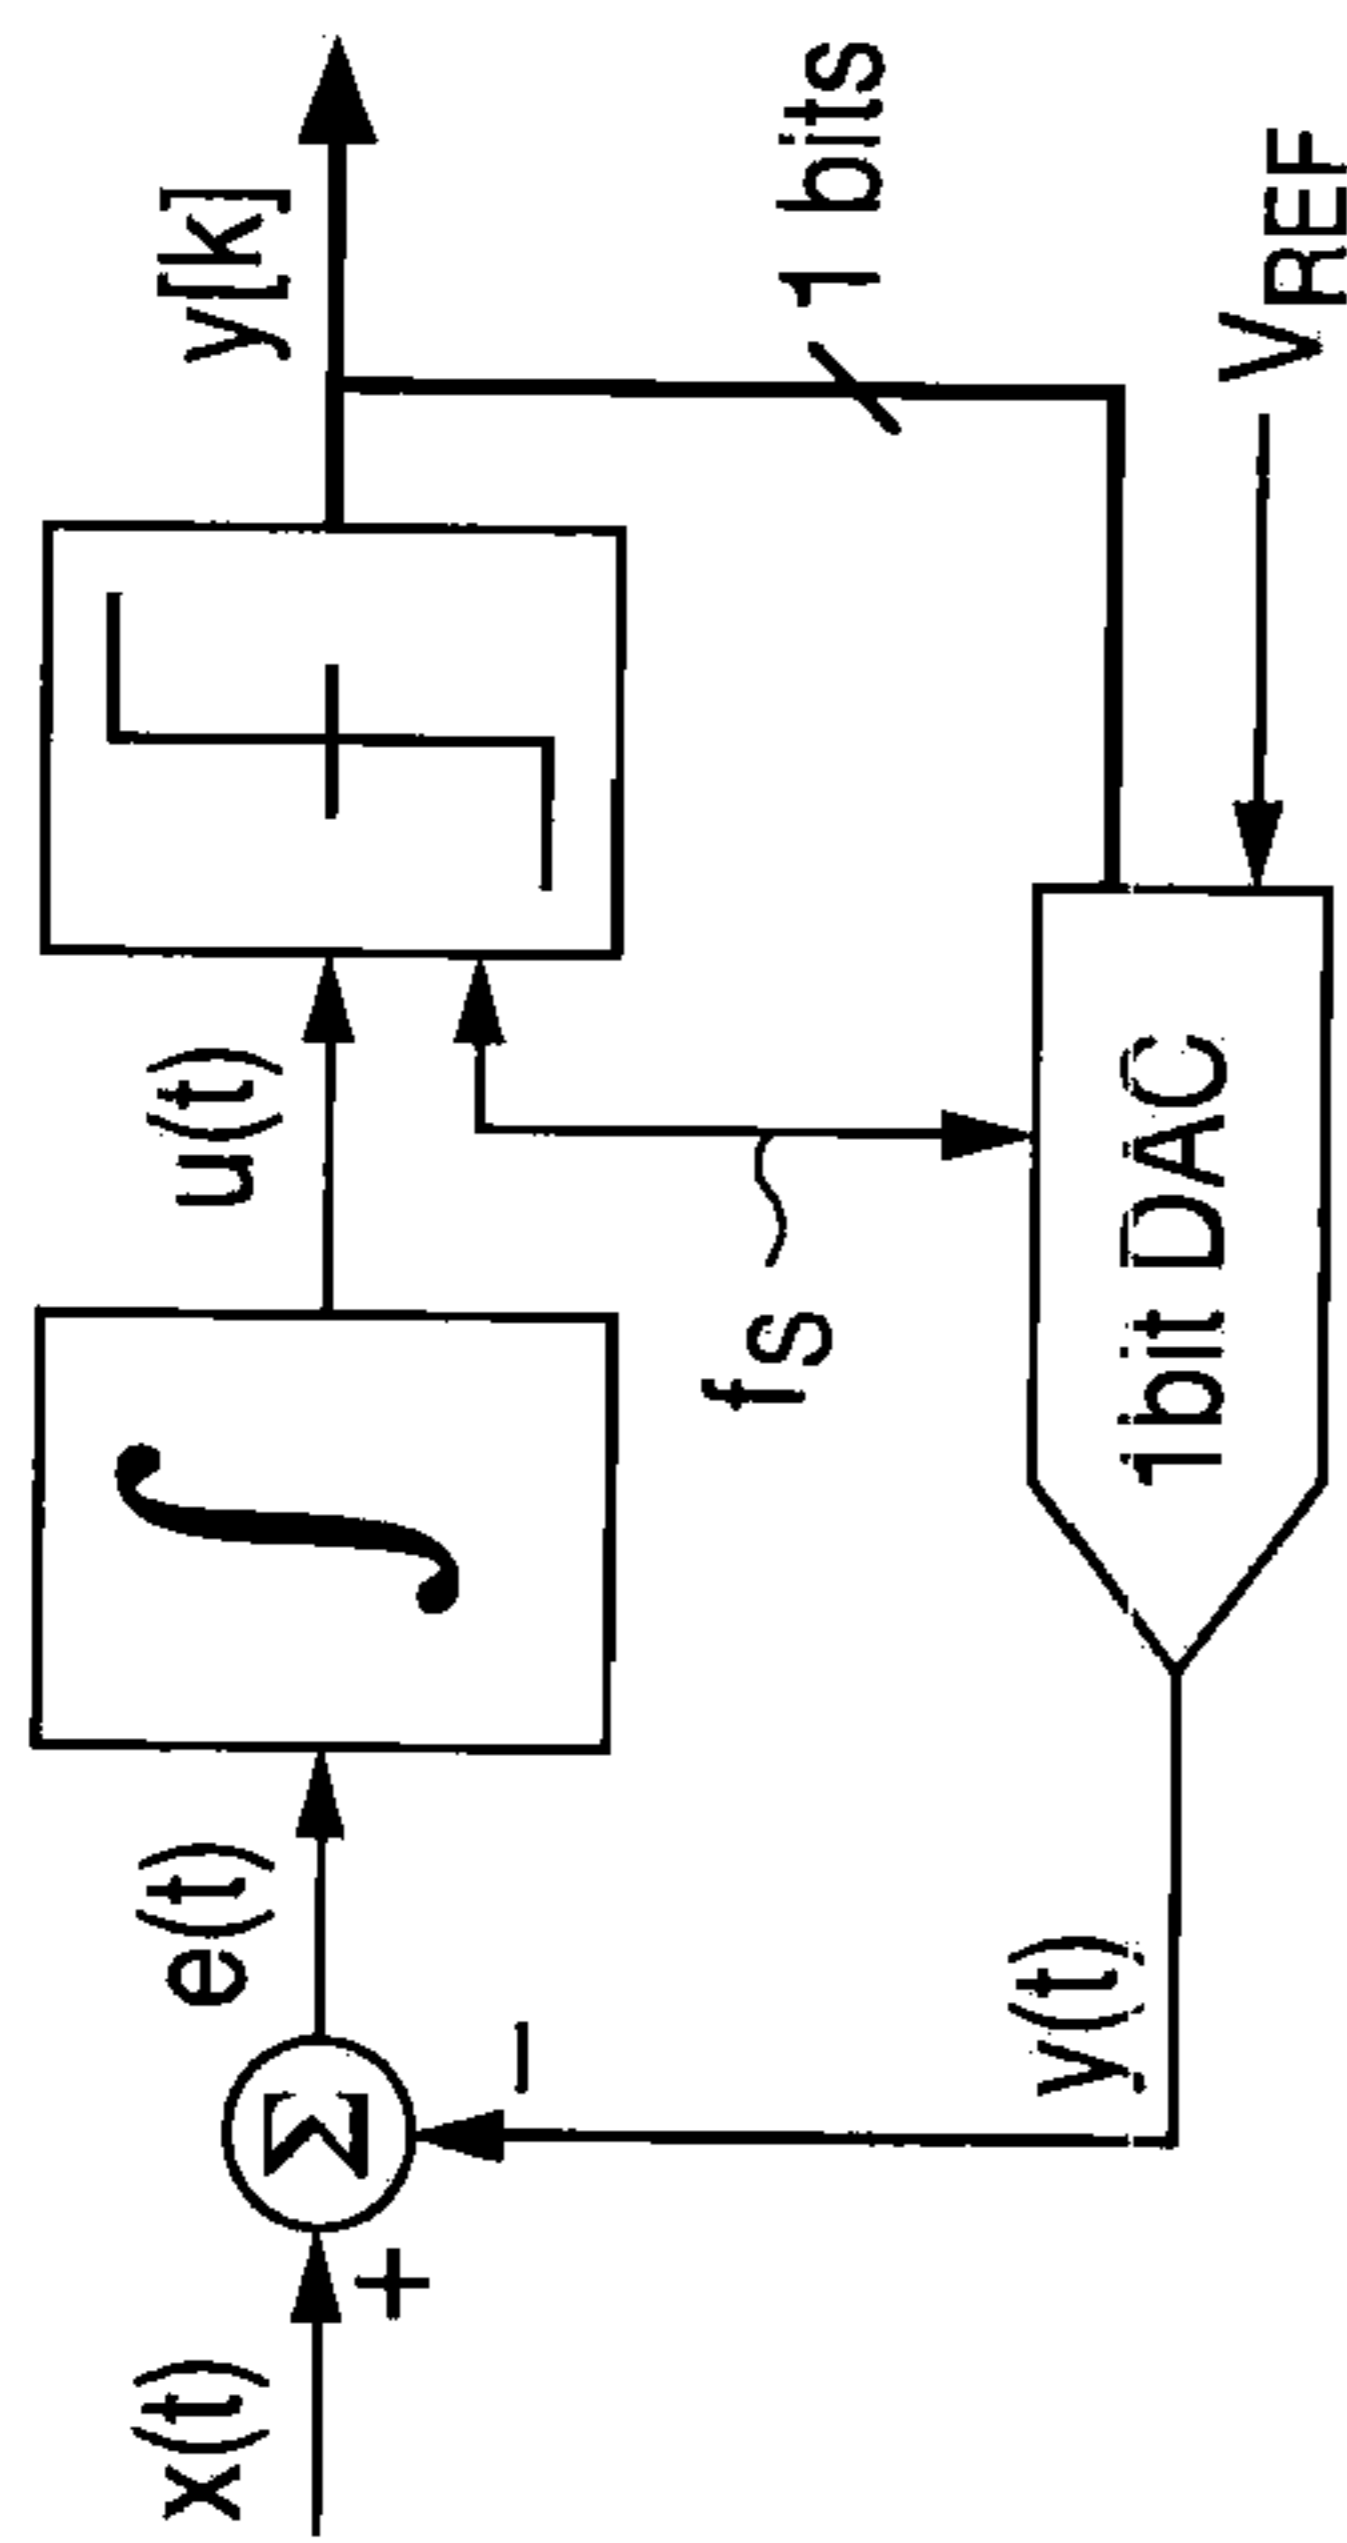 x(t)
+
Σ
−
e(t)
∫
u(t)
y[k]
fS
1 bits
y(t)
1bit DAC
VREF